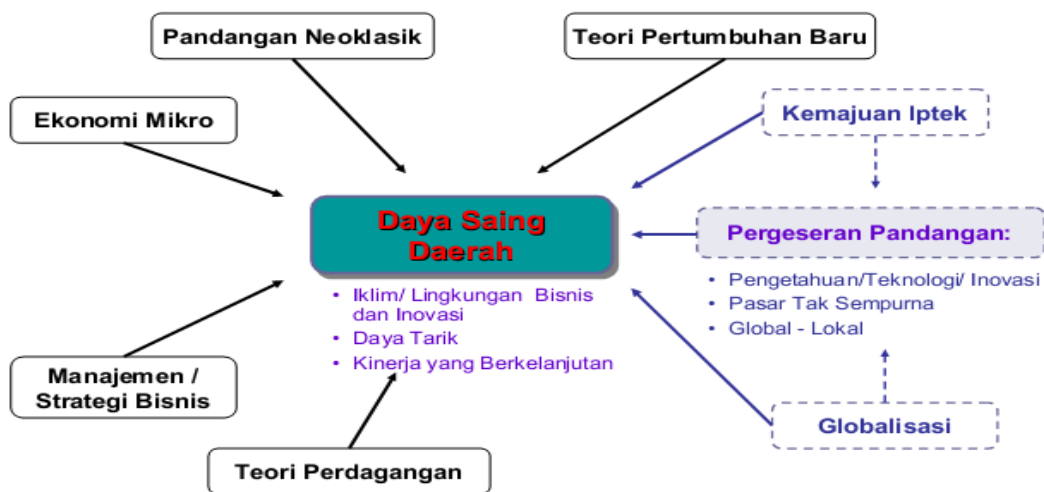 Pandangan Neoklasik
Teori Pertumbuhan Baru
Ekonomi Mikro
Kemajuan Iptek
Daya Saing
Daerah
Pergeseran Pandangan:
• Iklim/ Lingkungan Bisnis
dan Inovasi
• Daya Tarik
• Kinerja yang Berkelanjutan
• Pengetahuan/Teknologi/ Inovasi
• Pasar Tak Sempurna
• Global - Lokal
Manajemen /
Strategi Bisnis
Globalisasi
Teori Perdagangan